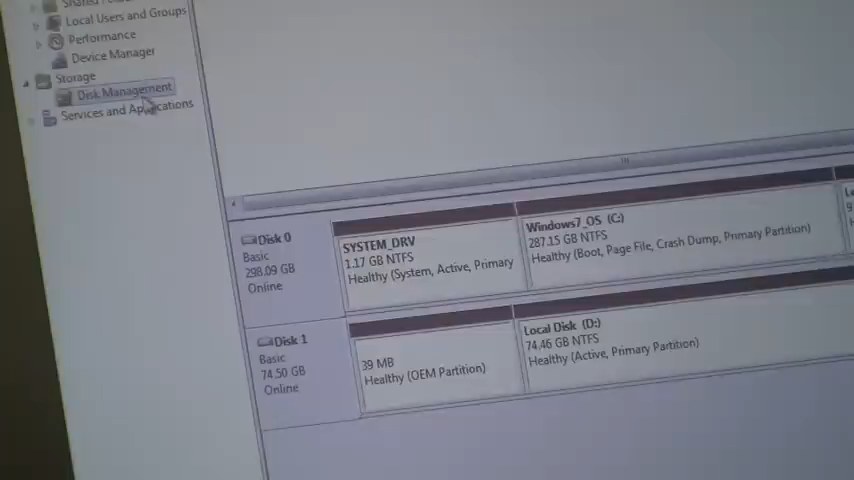 Local Users and Groups
Performance
Device Manager
Storage
Disk Management
Services and Applications
Disk 0
Basic
298.09 GB
Online
SYSTEM_DRV
1.17 GB NTFS
Healthy (System, Active, Primary
Windows7_OS (C:)
287.15 GB NTFS
Healthy (Boot, Page File, Crash Dump, Primary Partition)
Disk 1
Basic
74.50 GB
Online
39 MB
Healthy (OEM Partition)
Local Disk (D:)
74.46 GB NTFS
Healthy (Active, Primary Partition)